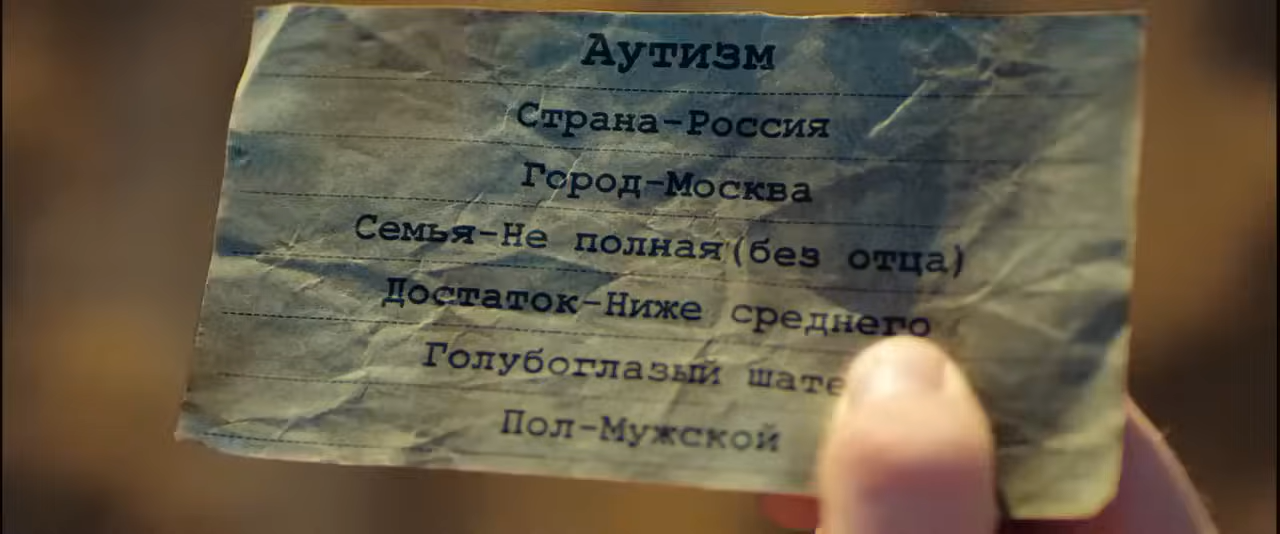 Аутизм
Страна-Россия
Город-Москва
Семья-Не полная(без отца)
Достаток-Ниже среднего
Голубоглазый
Пол-Мужской